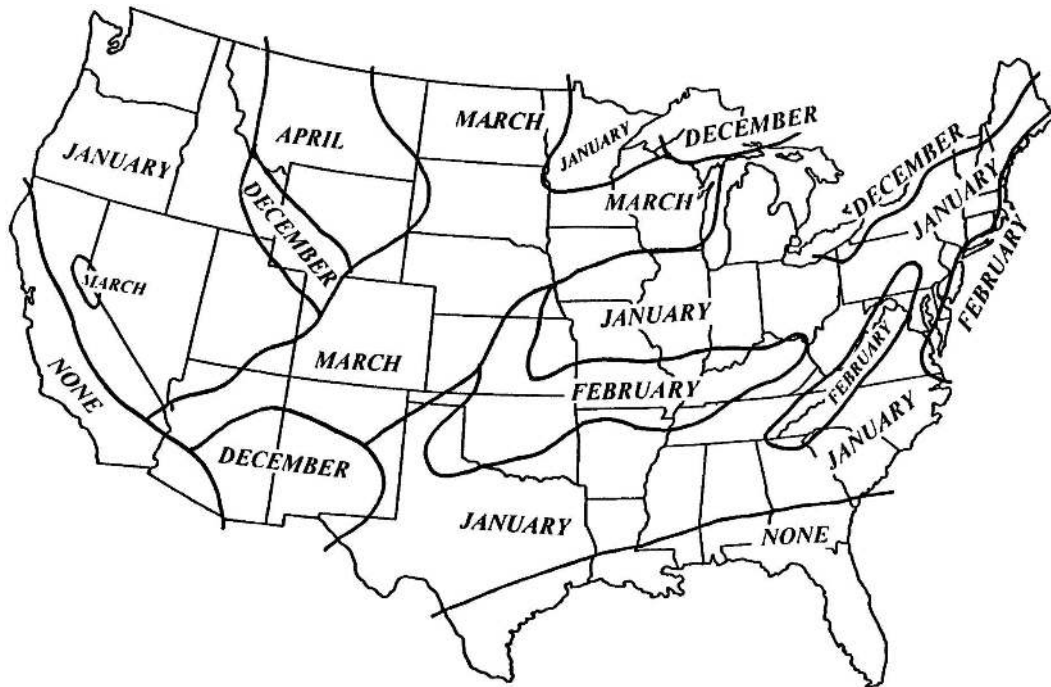 MARCH
DECEMBER
APRIL
JANUARY
JANUARY
DECEMBER
DECEMBER
MARCH
JANUARY
MARCH
FEBRUARY
JANUARY
NONE
MARCH
FEBRUARY
FEBRUARY
JANUARY
DECEMBER
JANUARY
NONE